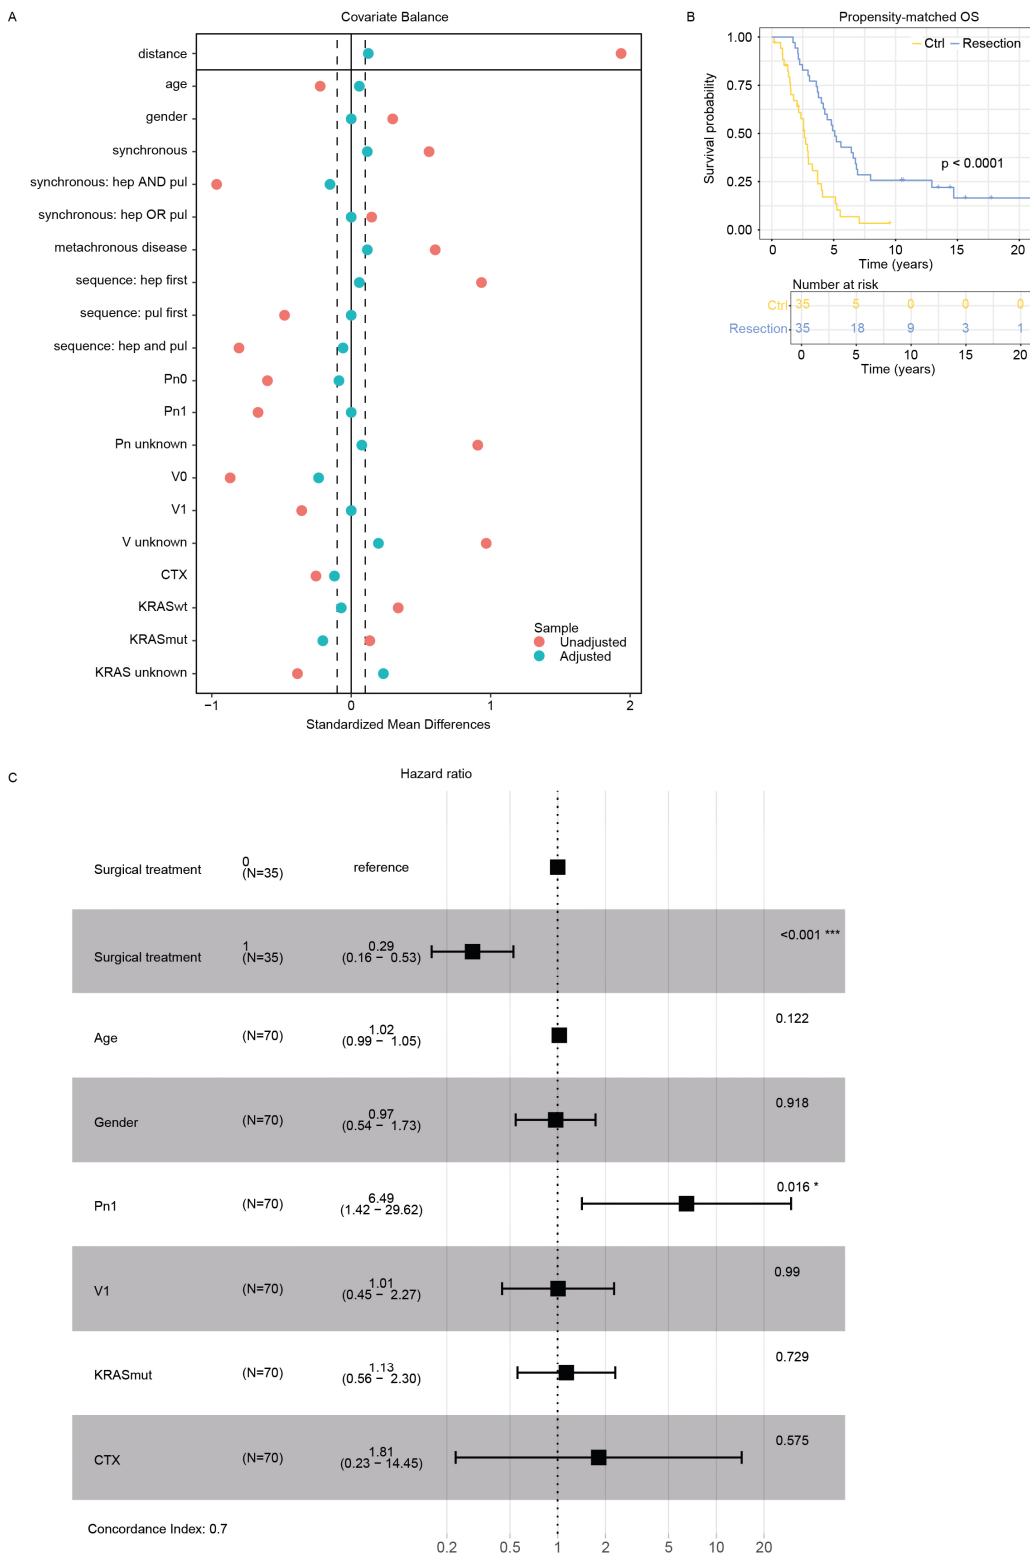 A
Covariate Balance
distance
age
gender
synchronous
synchronous: hep AND pul
synchronous: hep OR pul
metachronous disease
sequence: hep first
sequence: pul first
sequence: hep and pul
Pn0
Pn1
Pn unknown
V0
V1
V unknown
CTX
KRASwt
KRASmut
KRAS unknown
Sample
Unadjusted
Adjusted
−1 0 1 2
Standardized Mean Differences
B
Propensity-matched OS
Ctrl Resection
Survival probability
1.00
0.75
0.50
0.25
0.00
p < 0.0001
0 5 10 15 20
Time (years)
Number at risk
Ctrl 35 5 0 0 0
Resection 35 18 9 3 1
0 5 10 15 20
Time (years)
C
Hazard ratio
Surgical treatment 0 (N=35) reference
Surgical treatment 1 (N=35) 0.29 (0.16 − 0.53) <0.001 ***
Age (N=70) 1.02 (0.99 − 1.05) 0.122
Gender (N=70) 0.97 (0.54 − 1.73) 0.918
Pn1 (N=70) 6.49 (1.42 − 29.62) 0.016 *
V1 (N=70) 1.01 (0.45 − 2.27) 0.99
KRASmut (N=70) 1.13 (0.56 − 2.30) 0.729
CTX (N=70) 1.81 (0.23 − 14.45) 0.575
Concordance Index: 0.7
0.2 0.5 1 2 5 10 20